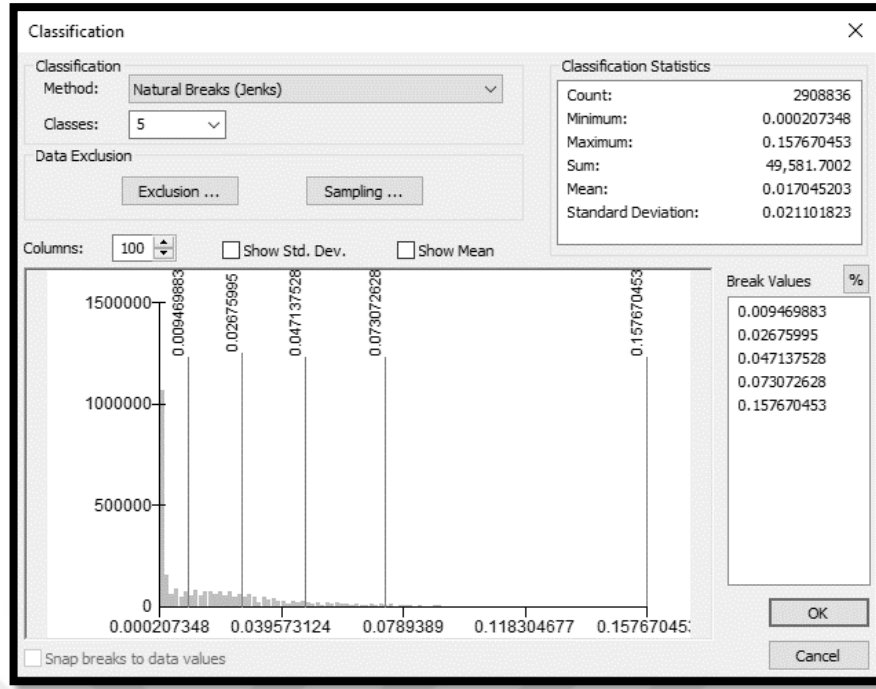 Classification
Classification
Method: Natural Breaks (Jenks)
Classes: 5
Data Exclusion
Exclusion ... Sampling ...
Classification Statistics
Count: 2908836
Minimum: 0.000207348
Maximum: 0.157670453
Sum: 49,581.7002
Mean: 0.017045203
Standard Deviation: 0.021101823
Columns: 100 Show Std. Dev. Show Mean
0.009469883
0.02675995
0.047137528
0.073072628
0.157670453
1500000
1000000
500000
0
0.000207348 0.039573124 0.0789389 0.118304677 0.15767045:
Break Values %
0.009469883
0.02675995
0.047137528
0.073072628
0.157670453
OK
Snap breaks to data values
Cancel